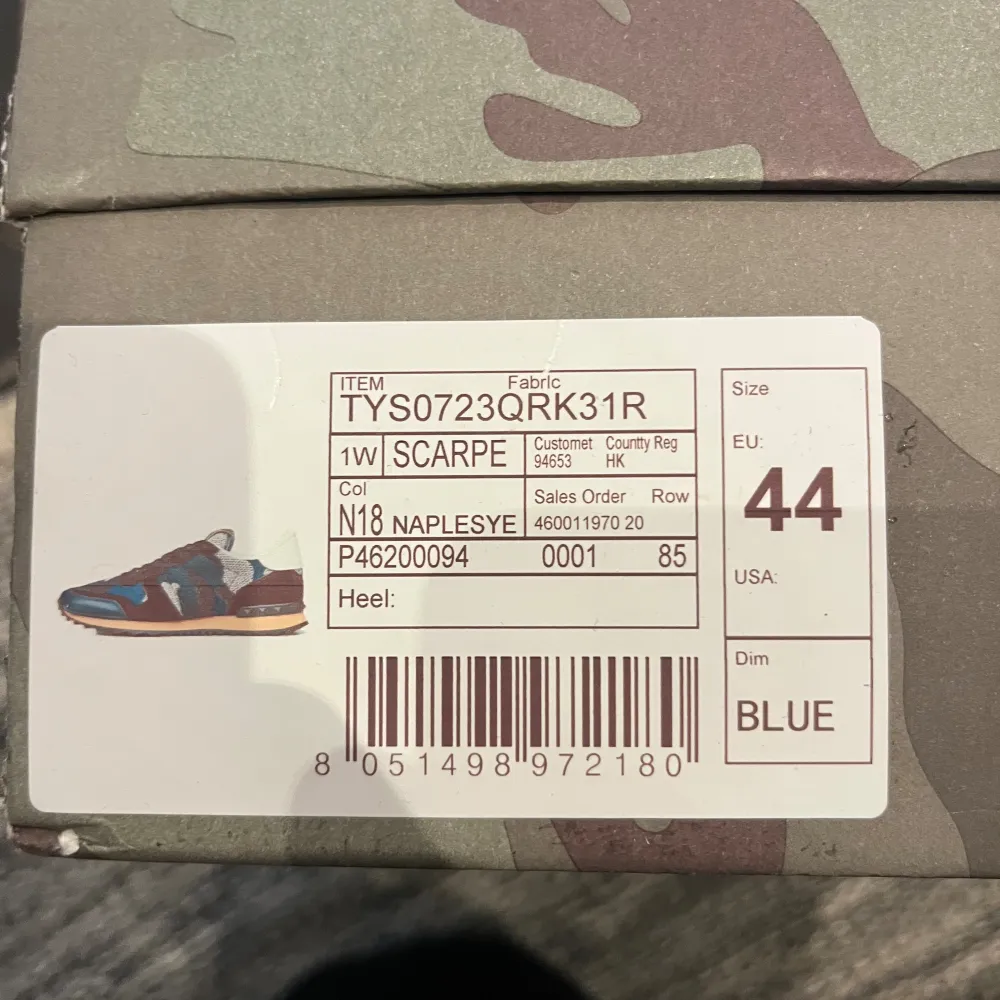 ITEM Fabrlc
TYS0723QRK31R
1W SCARPE
Customet Countty Reg
94653 HK
Col
N18 NAPLESYE
Sales Order Row
460011970 20
P46200094 0001 85
Heel:
8 051498 972180
Size
EU:
44
USA:
Dim
BLUE